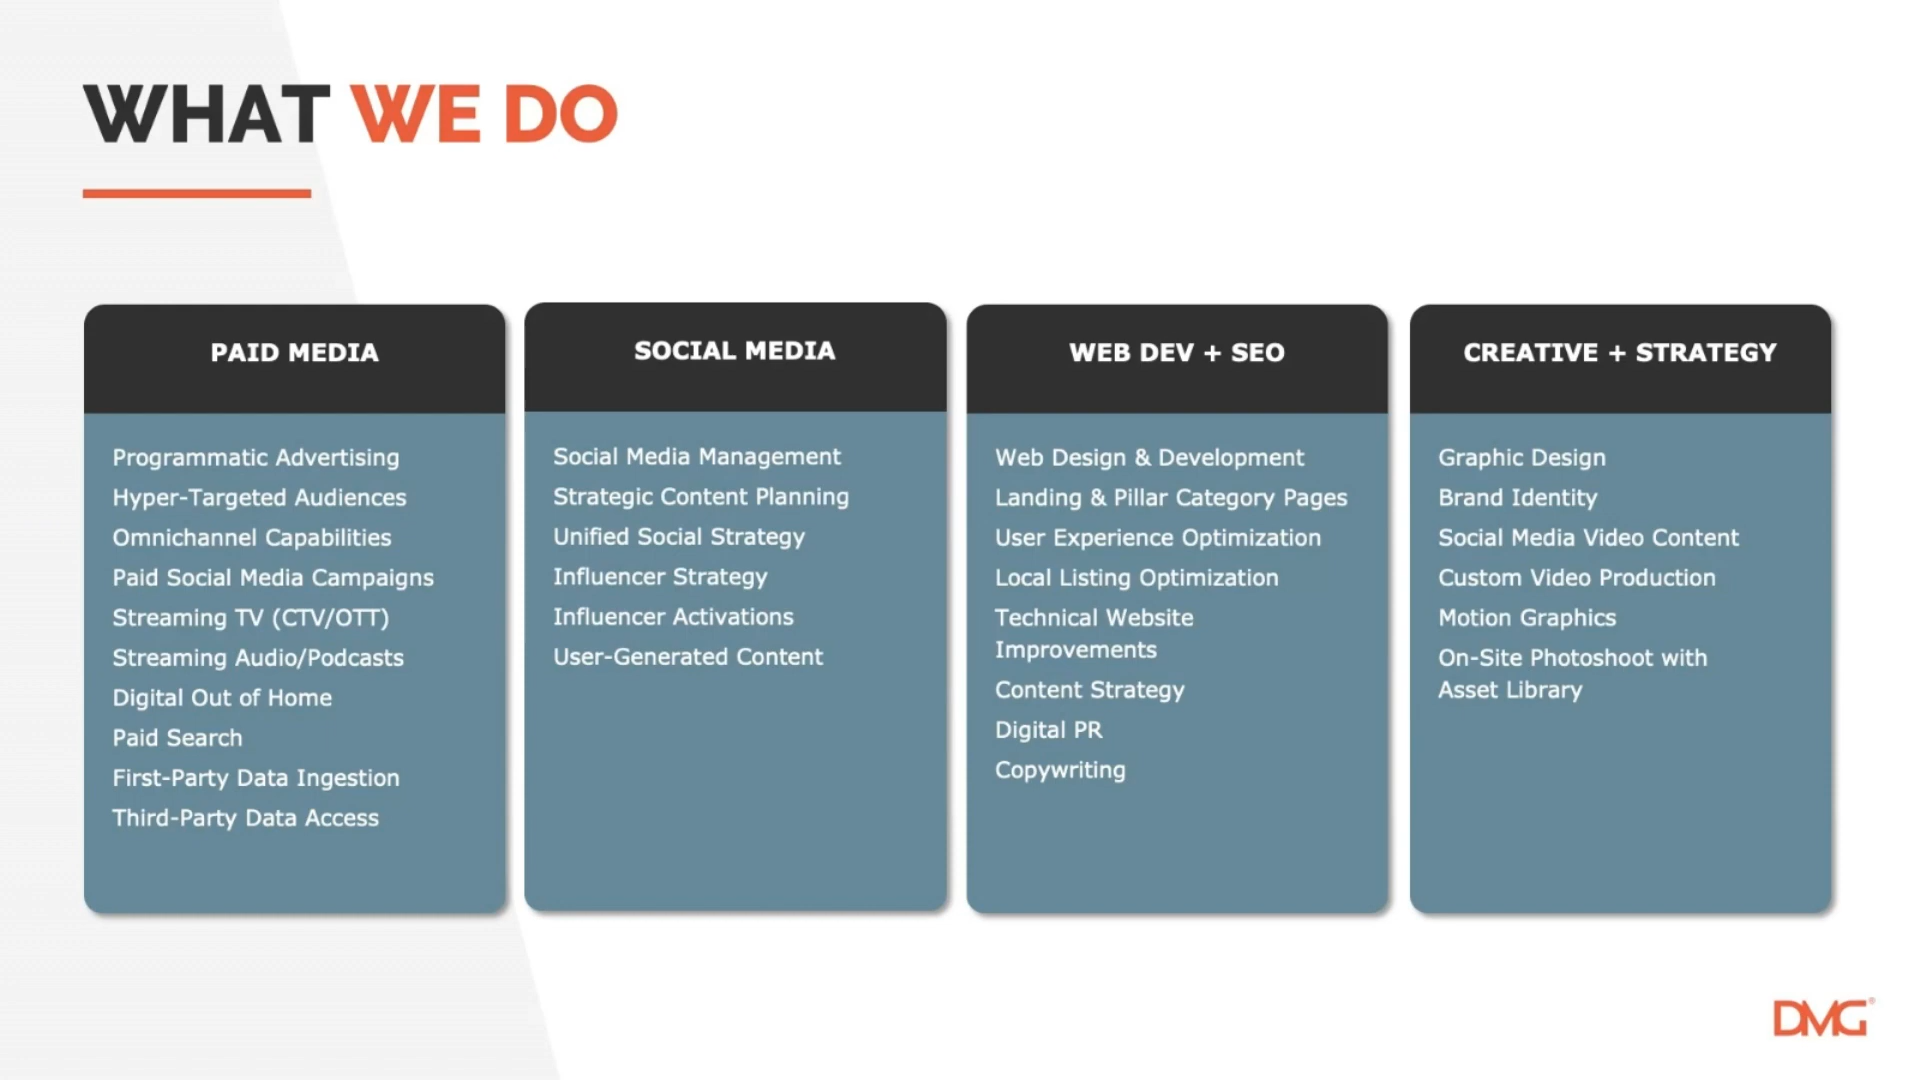 WHAT WE DO
PAID MEDIA
Programmatic Advertising
Hyper-Targeted Audiences
Omnichannel Capabilities
Paid Social Media Campaigns
Streaming TV (CTV/OTT)
Streaming Audio/Podcasts
Digital Out of Home
Paid Search
First-Party Data Ingestion
Third-Party Data Access
SOCIAL MEDIA
Social Media Management
Strategic Content Planning
Unified Social Strategy
Influencer Strategy
Influencer Activations
User-Generated Content
WEB DEV + SEO
Web Design & Development
Landing & Pillar Category Pages
User Experience Optimization
Local Listing Optimization
Technical Website
Improvements
Content Strategy
Digital PR
Copywriting
CREATIVE + STRATEGY
Graphic Design
Brand Identity
Social Media Video Content
Custom Video Production
Motion Graphics
On-Site Photoshoot with
Asset Library
DMG®